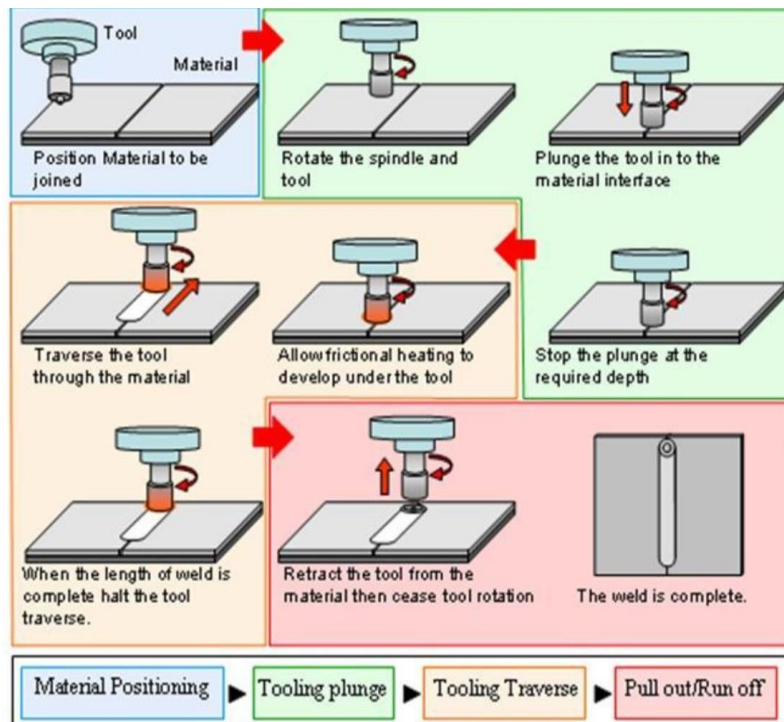 Tool
Material
Position Material to be
joined
Rotate the spindle and
tool
Plunge the tool in to the
material interface
Stop the plunge at the
required depth
Allow frictional heating to
develop under the tool
Traverse the tool
through the material
When the length of weld is
complete halt the tool
traverse.
Retract the tool from the
material then cease tool rotation
The weld is complete.
Material Positioning
Tooling plunge
Tooling Traverse
Pull out/Run off